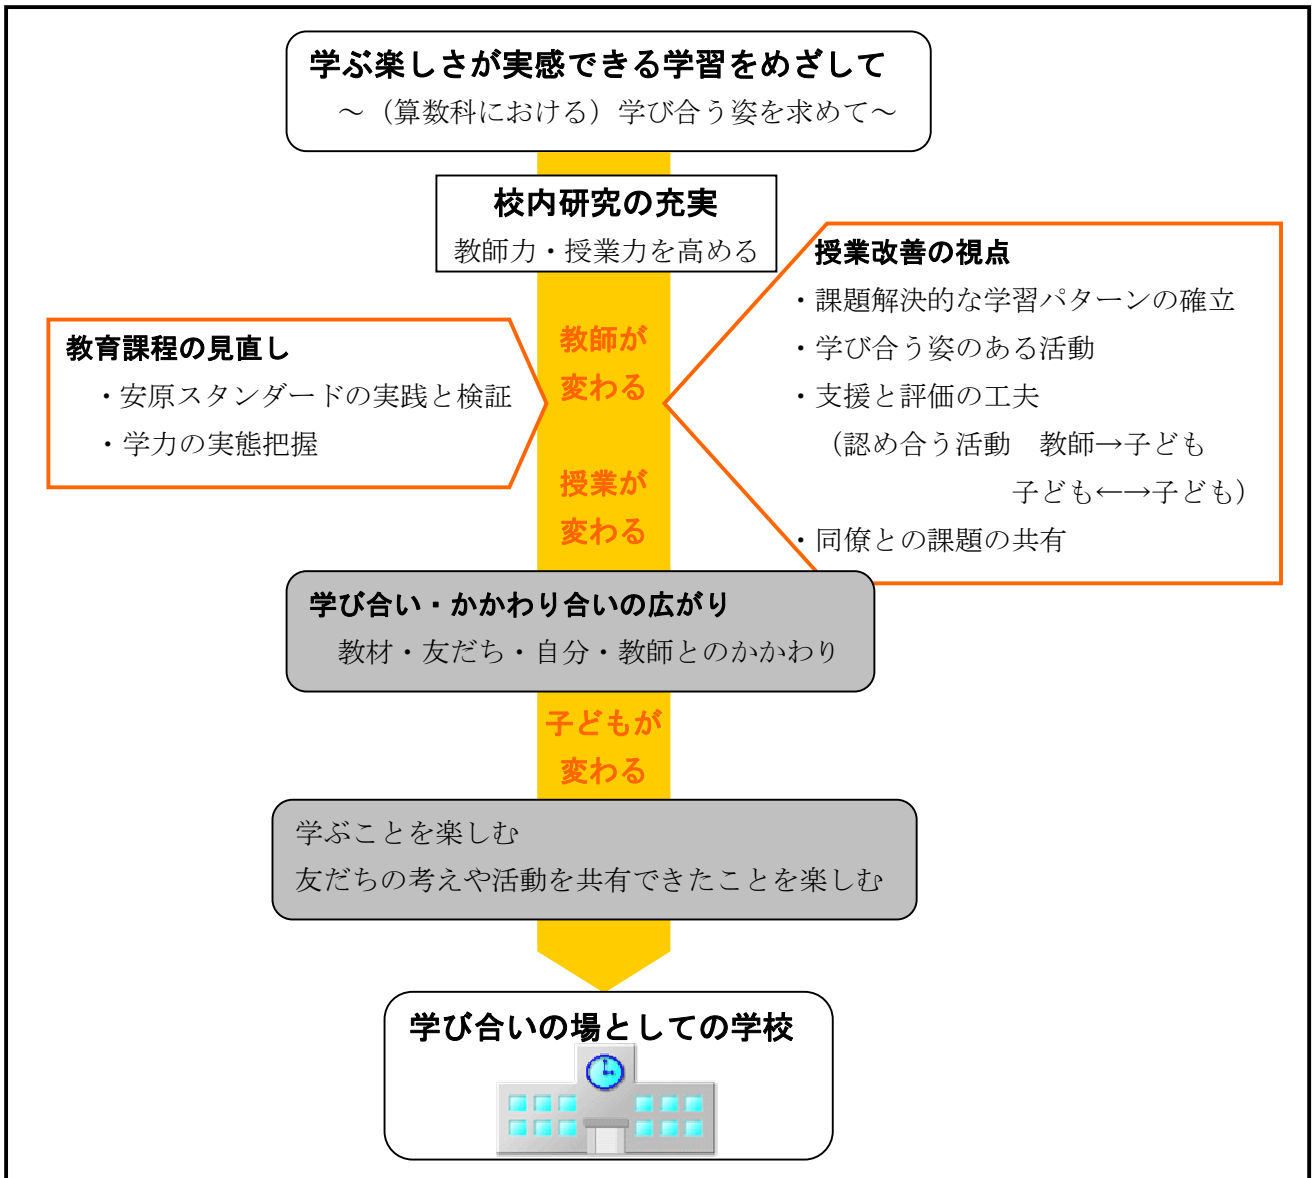 学ぶ楽しさが実感できる学習をめざして
～（算数科における）学び合う姿を求めて～
校内研究の充実
教師力・授業力を高める
授業改善の視点
・課題解決的な学習パターンの確立
・学び合う姿のある活動
・支援と評価の工夫
（認め合う活動　教師→子ども
子ども←→子ども）
・同僚との課題の共有
教育課程の見直し
・安原スタンダードの実践と検証
・学力の実態把握
教師が
変わる
授業が
変わる
学び合い・かかわり合いの広がり
教材・友だち・自分・教師とのかかわり
子どもが
変わる
学ぶことを楽しむ
友だちの考えや活動を共有できたことを楽しむ
学び合いの場としての学校